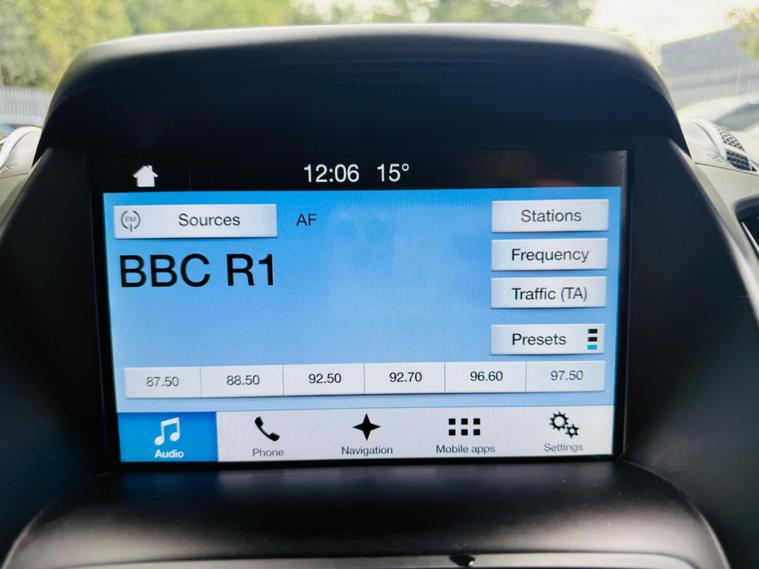 12:06 15°
FM
Sources
AF
Stations
BBC R1
Frequency
Traffic (TA)
Presets
87.50 88.50 92.50 92.70 96.60 97.50
Audio Phone Navigation Mobile apps Settings